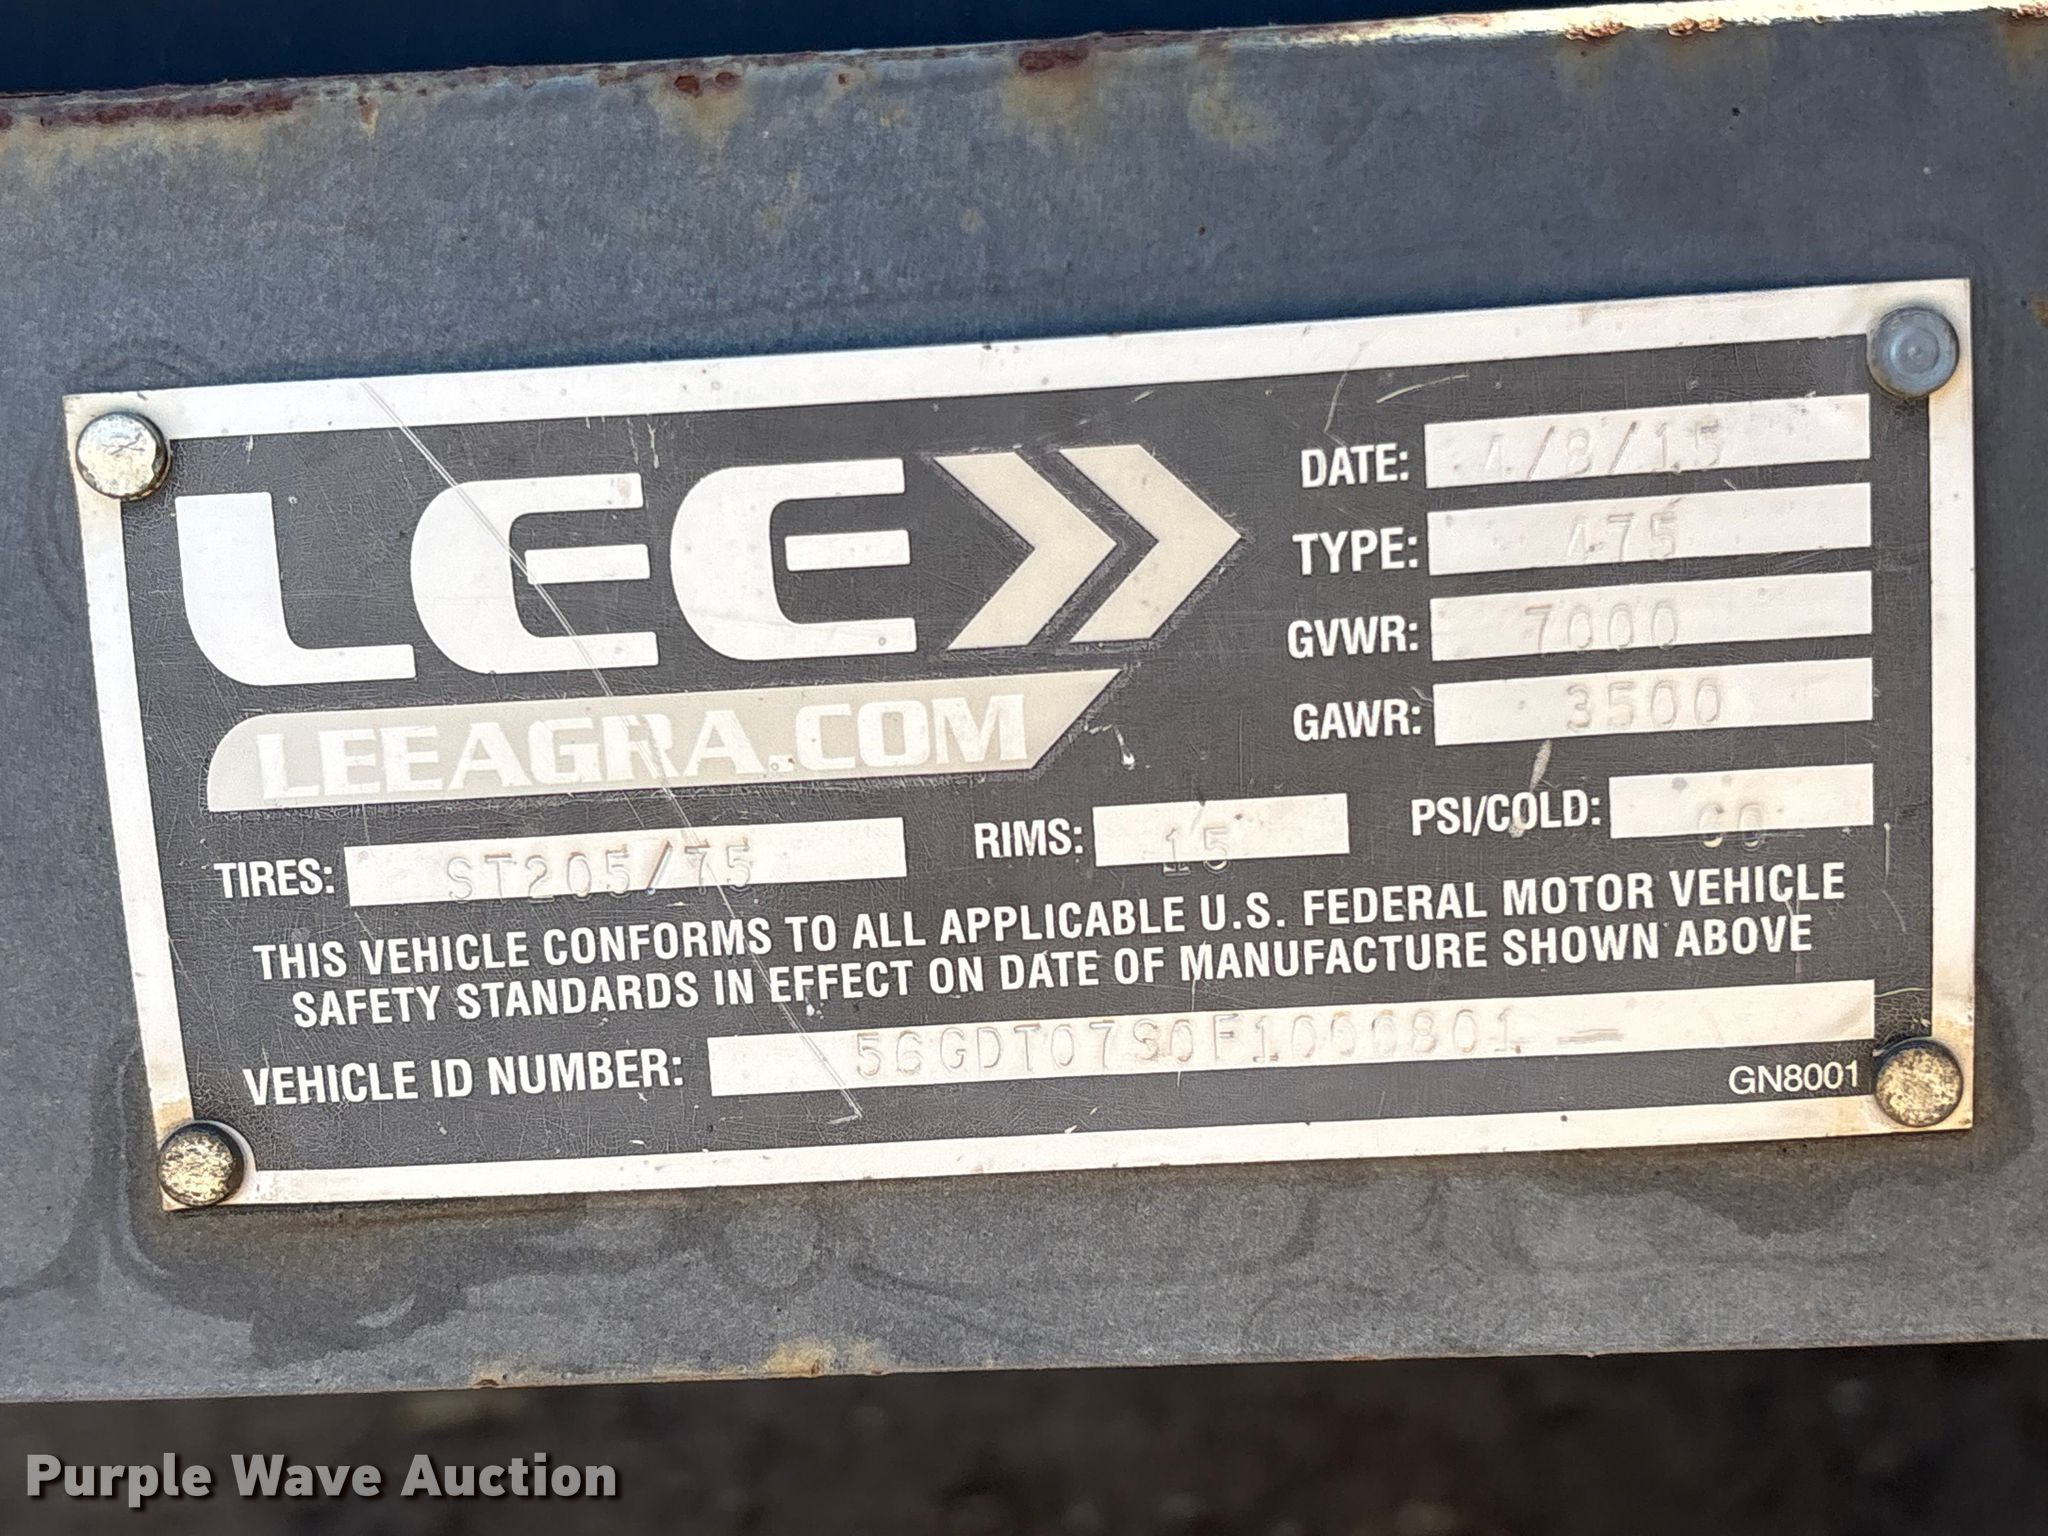 LEE
LEEAGRA.COM
DATE: 4/8/15
TYPE: 475
GVWR: 7000
GAWR: 3500
TIRES: ST205/75 RIMS: 15 PSI/COLD: 60
THIS VEHICLE CONFORMS TO ALL APPLICABLE U.S. FEDERAL MOTOR VEHICLE
SAFETY STANDARDS IN EFFECT ON DATE OF MANUFACTURE SHOWN ABOVE
VEHICLE ID NUMBER: 56GDT07S0F1000801
GN8001
Purple Wave Auction